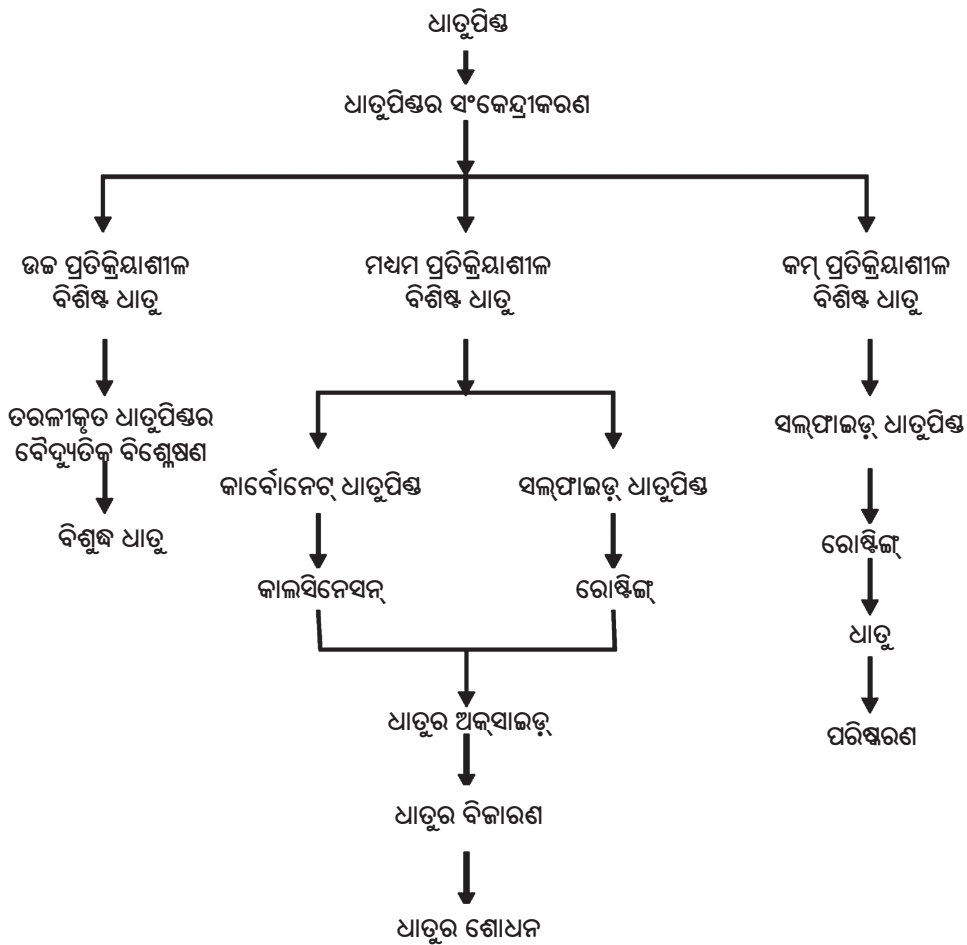 ଧାତୁପିଣ୍ଡ
ଧାତୁପିଣ୍ଡର ସଂକେନ୍ଦ୍ରୀକରଣ
ଉଚ୍ଚ ପ୍ରତିକ୍ରିୟାଶୀଳ
ବିଶିଷ୍ଟ ଧାତୁ
ତରଳୀକୃତ ଧାତୁପିଣ୍ଡର
ବୈଦ୍ୟୁତିକ ବିଶ୍ଳେଷଣ
ବିଶୁଦ୍ଧ ଧାତୁ
ମଧ୍ୟମ ପ୍ରତିକ୍ରିୟାଶୀଳ
ବିଶିଷ୍ଟ ଧାତୁ
କାର୍ବୋନେଟ୍ ଧାତୁପିଣ୍ଡ
କାଲସିନେସନ୍
ସଲ୍‌ଫାଇଡ୍ ଧାତୁପିଣ୍ଡ
ରୋଷ୍ଟିଙ୍ଗ୍
ଧାତୁର ଅକ୍‌ସାଇଡ୍
ଧାତୁର ବିଜାରଣ
ଧାତୁର ଶୋଧନ
କମ୍ ପ୍ରତିକ୍ରିୟାଶୀଳ
ବିଶିଷ୍ଟ ଧାତୁ
ସଲ୍‌ଫାଇଡ୍ ଧାତୁପିଣ୍ଡ
ରୋଷ୍ଟିଙ୍ଗ୍
ଧାତୁ
ପରିଷ୍କରଣ